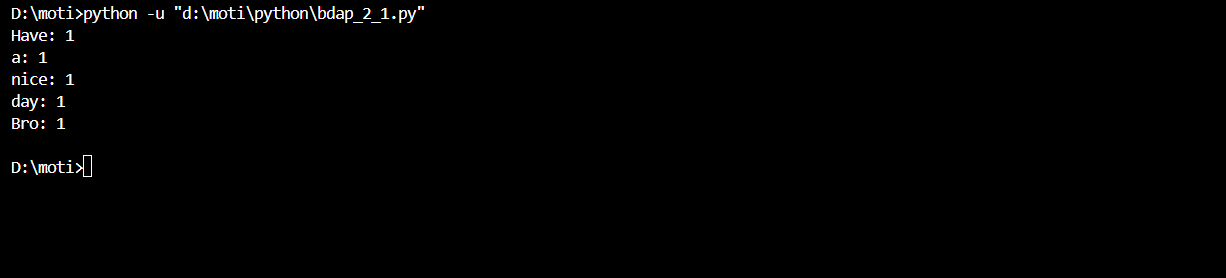 D:\moti>python -u "d:\moti\python\bdap_2_1.py"
Have: 1
a: 1
nice: 1
day: 1
Bro: 1
D:\moti>